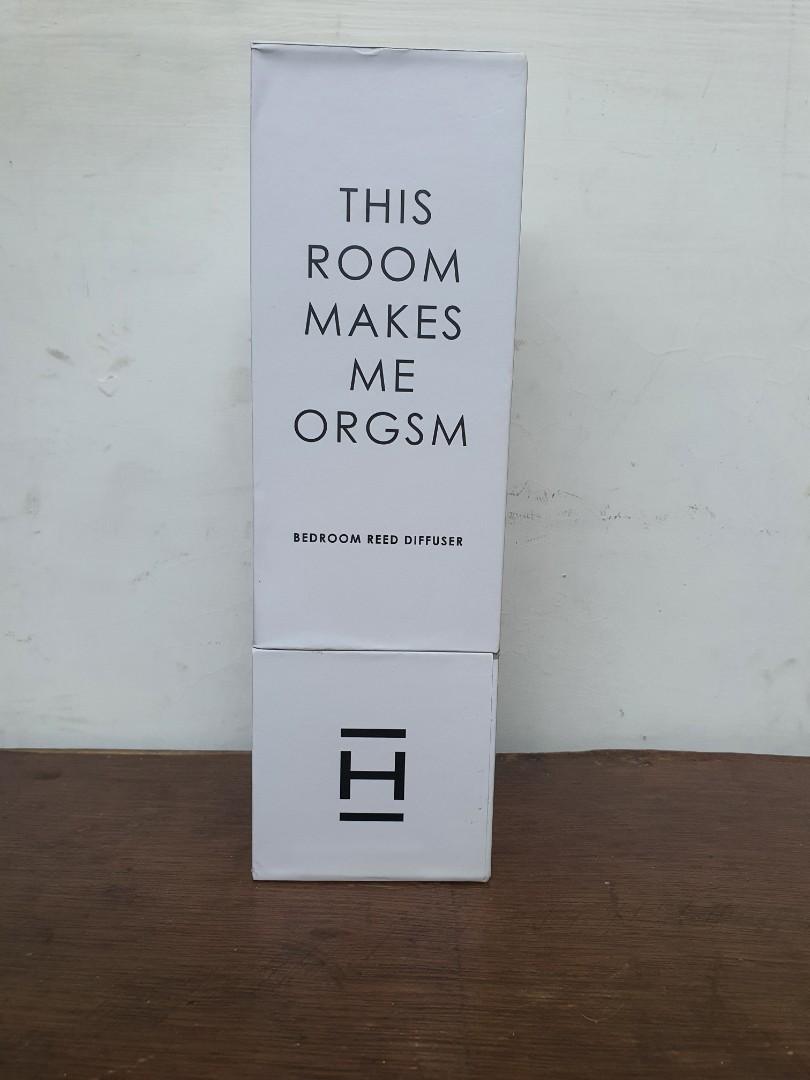 THIS
ROOM
MAKES
ME
ORGSM
BEDROOM REED DIFFUSER
H